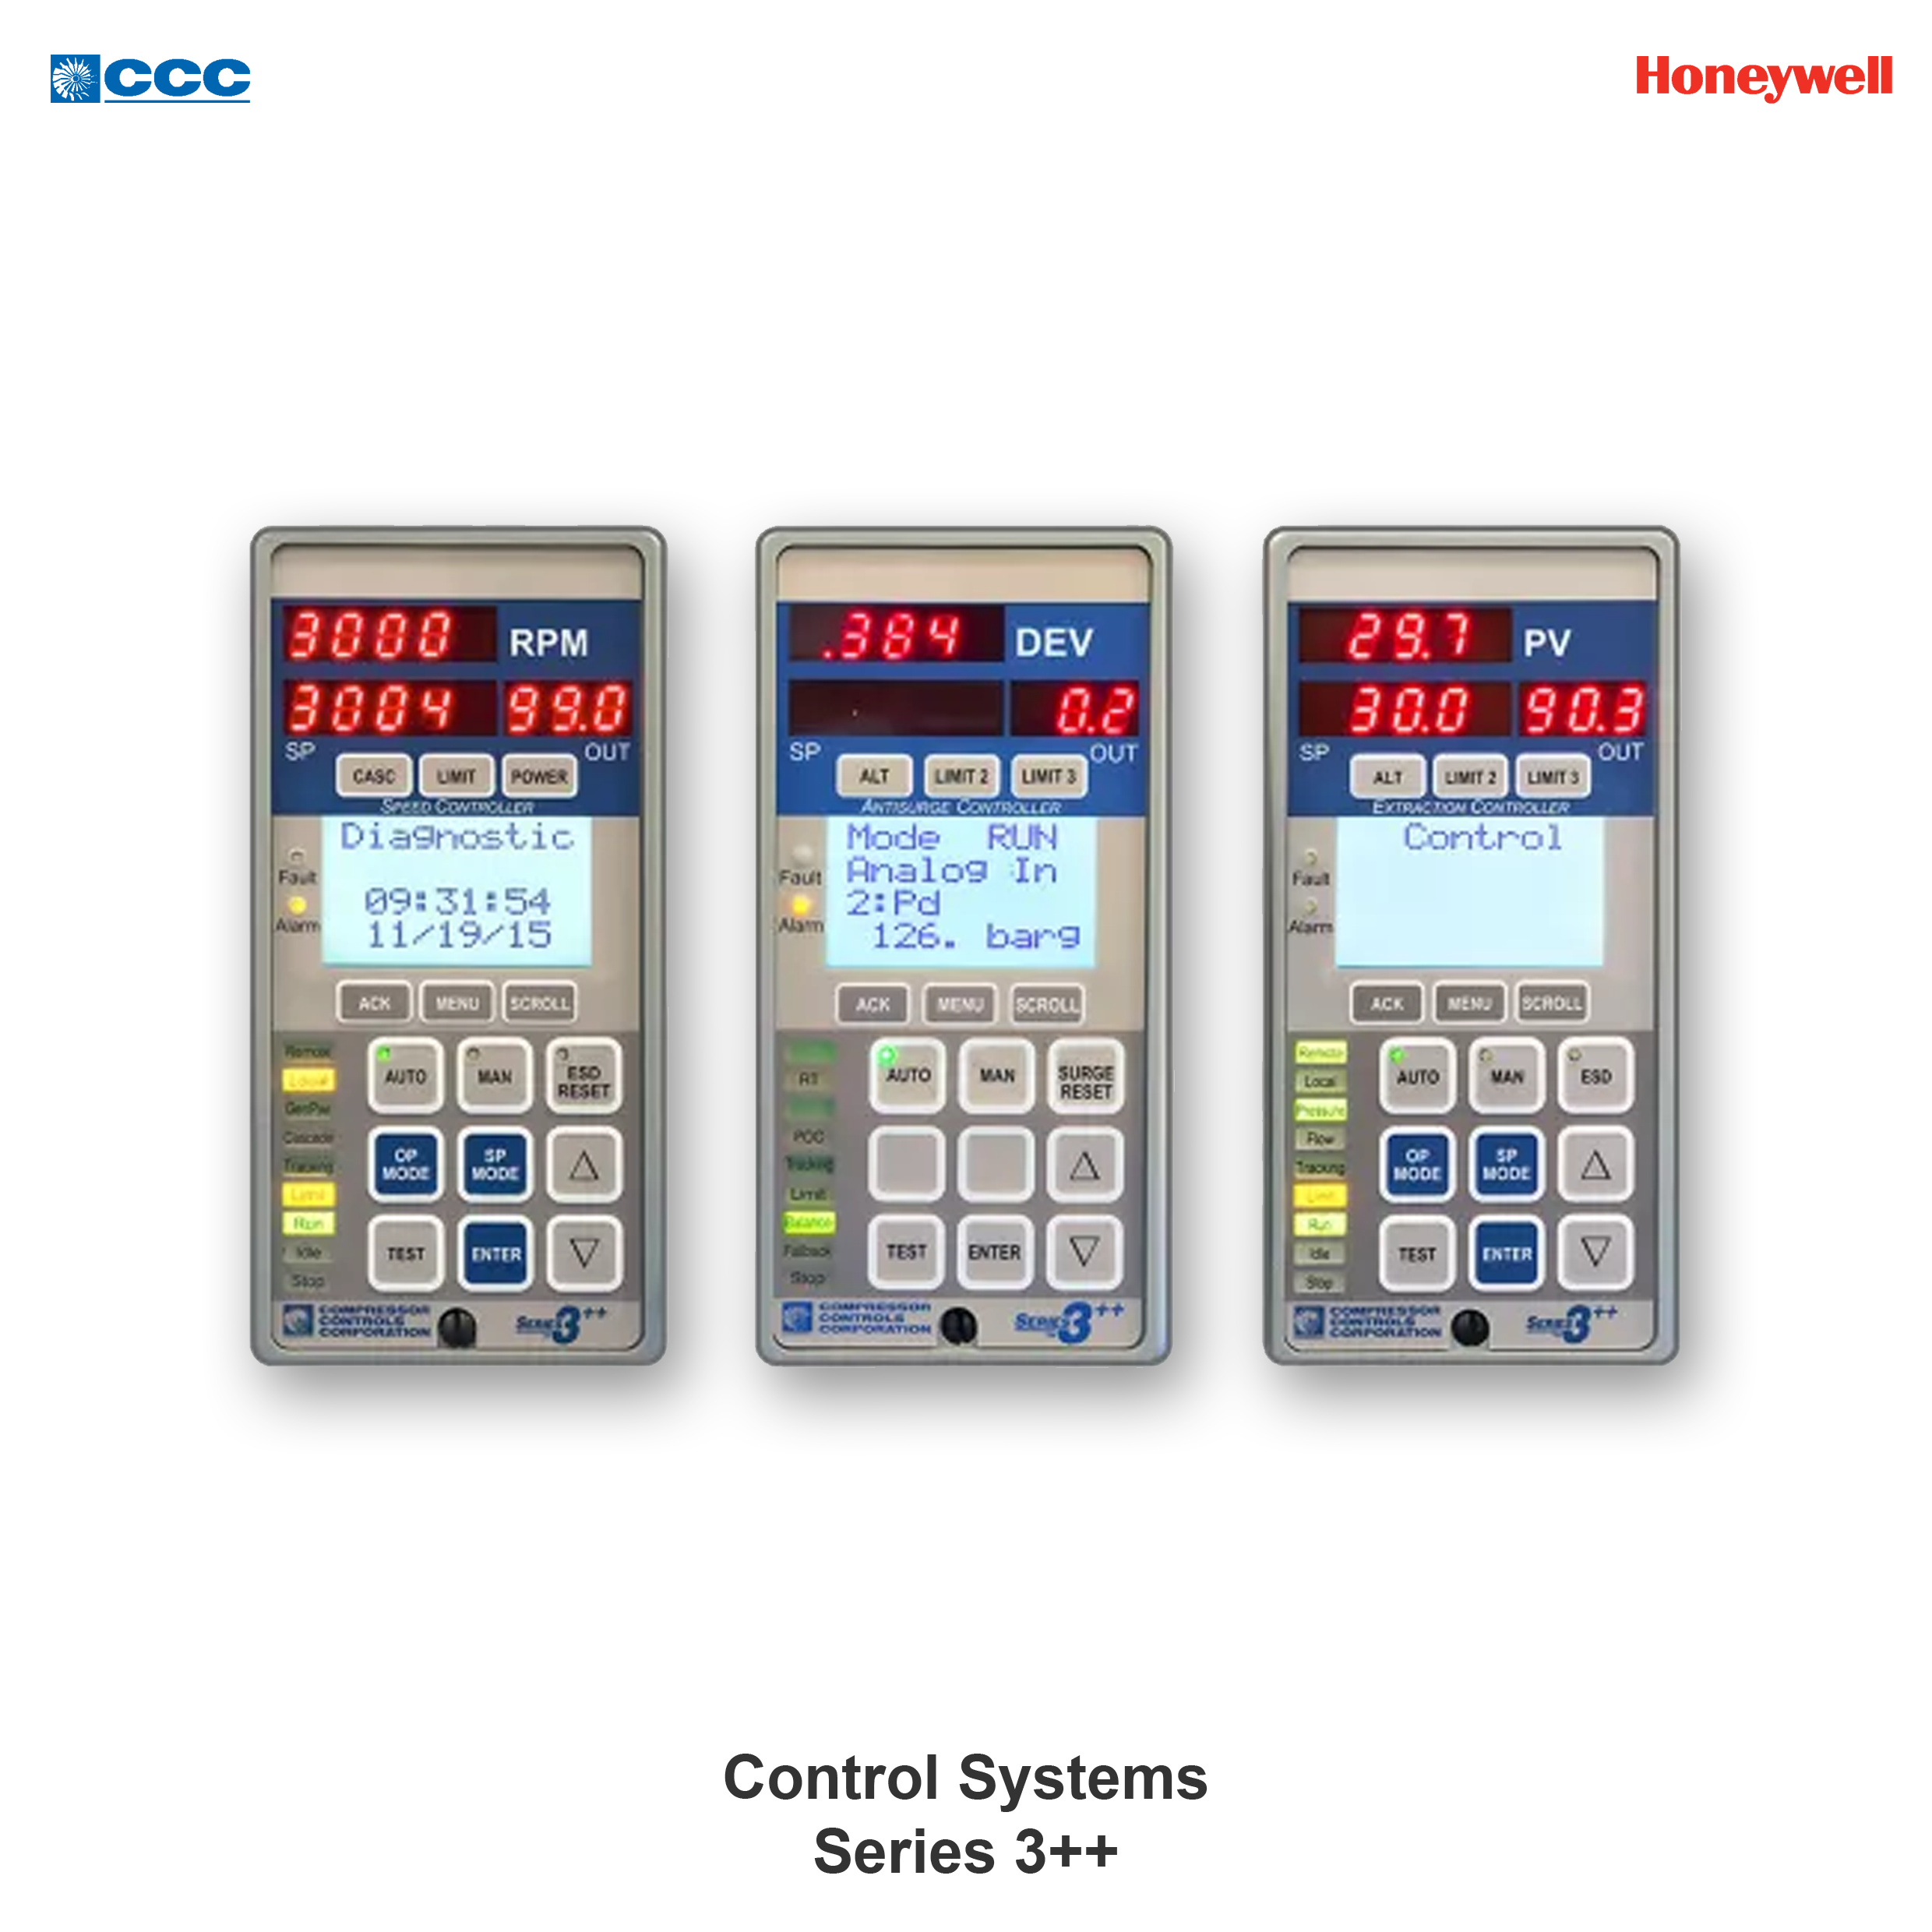 CCC
Honeywell
3000 RPM
3004 99.0
SP OUT
CASC LIMIT POWER
SPEED CONTROLLER
Diagnostic
Fault
09:31:54
Alarm
11/19/15
ACK MENU SCROLL
Remote
Local
GenPwr
Cascade
Tracking
Limit
Run
Idle
Stop
AUTO MAN ESD RESET
OP MODE SP MODE
TEST ENTER
COMPRESSOR
CONTROLS
CORPORATION
SERIES 3++
.384 DEV
0.2
SP OUT
ALT LIMIT 2 LIMIT 3
ANTISURGE CONTROLLER
Mode RUN
Analog In
Fault
2:Pd
Alarm
126. barg
ACK MENU SCROLL
RT
POC
Tracking
Limit
Balance
Fallback
Stop
AUTO MAN SURGE RESET
TEST ENTER
COMPRESSOR
CONTROLS
CORPORATION
SERIES 3++
29.7 PV
30.0 90.3
SP OUT
ALT LIMIT 2 LIMIT 3
EXTRACTION CONTROLLER
Control
Fault
Alarm
ACK MENU SCROLL
Remote
Local
Pressure
Flow
Tracking
Limit
Run
Idle
Stop
AUTO MAN ESD
OP MODE SP MODE
TEST ENTER
COMPRESSOR
CONTROLS
CORPORATION
SERIES 3++
Control Systems
Series 3++